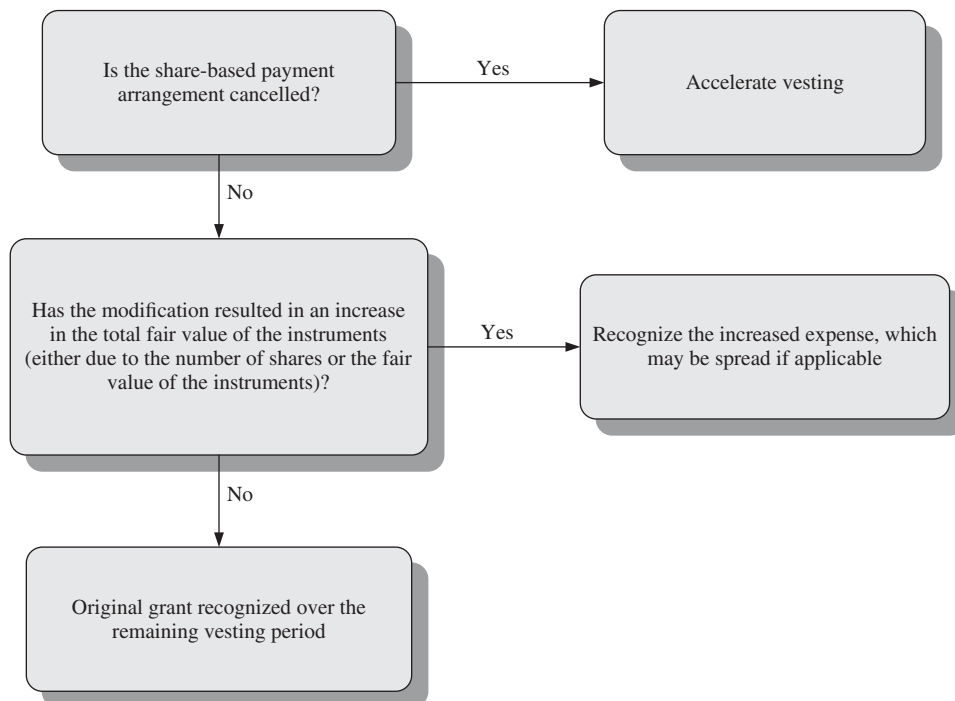 Is the share-based payment
arrangement cancelled?
Yes
Accelerate vesting
No
Has the modification resulted in an increase
in the total fair value of the instruments
(either due to the number of shares or the fair
value of the instruments)?
Yes
Recognize the increased expense, which
may be spread if applicable
No
Original grant recognized over the
remaining vesting period